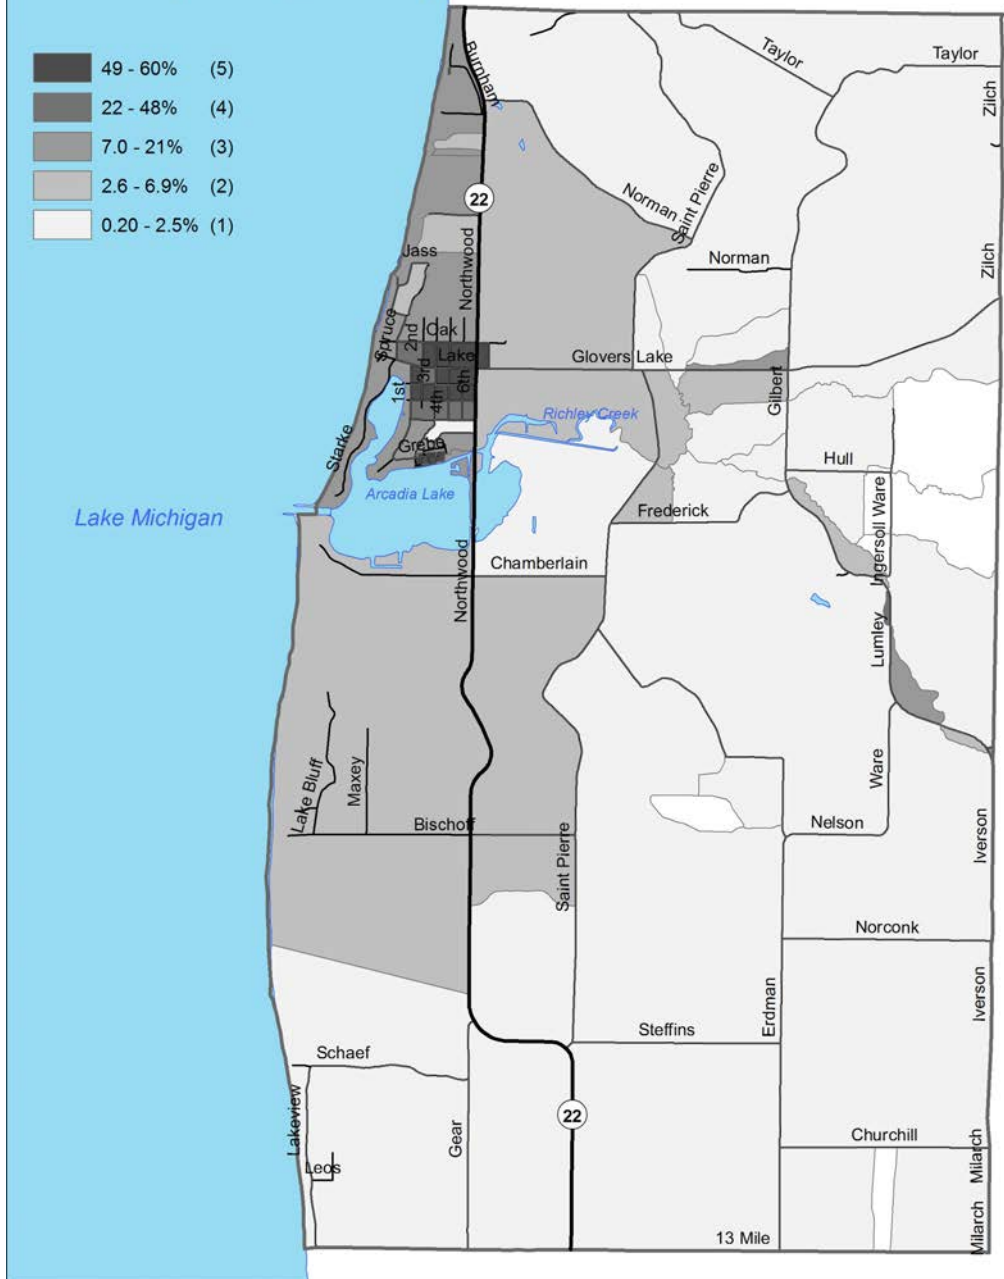 49 - 60% (5)
22 - 48% (4)
7.0 - 21% (3)
2.6 - 6.9% (2)
0.20 - 2.5% (1)
Burnham
Taylor
Taylor
Zilch
22
Norman
Saint Pierre
Northwood
Jass
Norman
Zilch
Spruce
2nd
Oak
Lake
Glovers Lake
3rd
6th
1st
4th
Gilbert
Richley Creek
Grebe
Starke
Hull
Arcadia Lake
Lake Michigan
Frederick
Ingersoll Ware
Northwood
Chamberlain
Lumley
Lake Bluff
Maxey
Ware
Bischoff
Nelson
Iverson
Saint Pierre
Norconk
Erdman
Iverson
Steffins
Schaef
Lakeview
22
Gear
Churchill
Milarch
Leos
Milarch
13 Mile